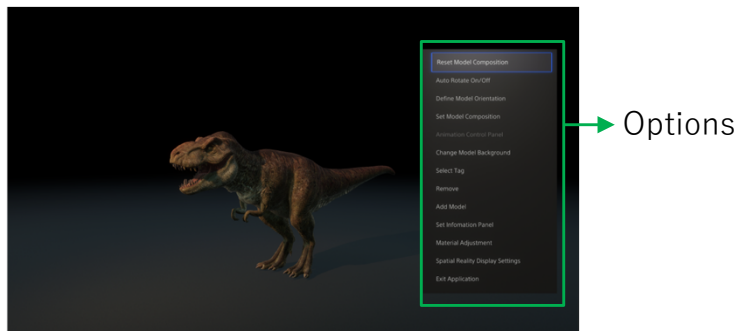 Reset Model Composition
Auto Rotate On/Off
Define Model Orientation
Set Model Composition
Animation Control Panel
Change Model Background
Select Tag
Remove
Add Model
Set Infomation Panel
Material Adjustment
Spatial Reality Display Settings
Exit Application
Options